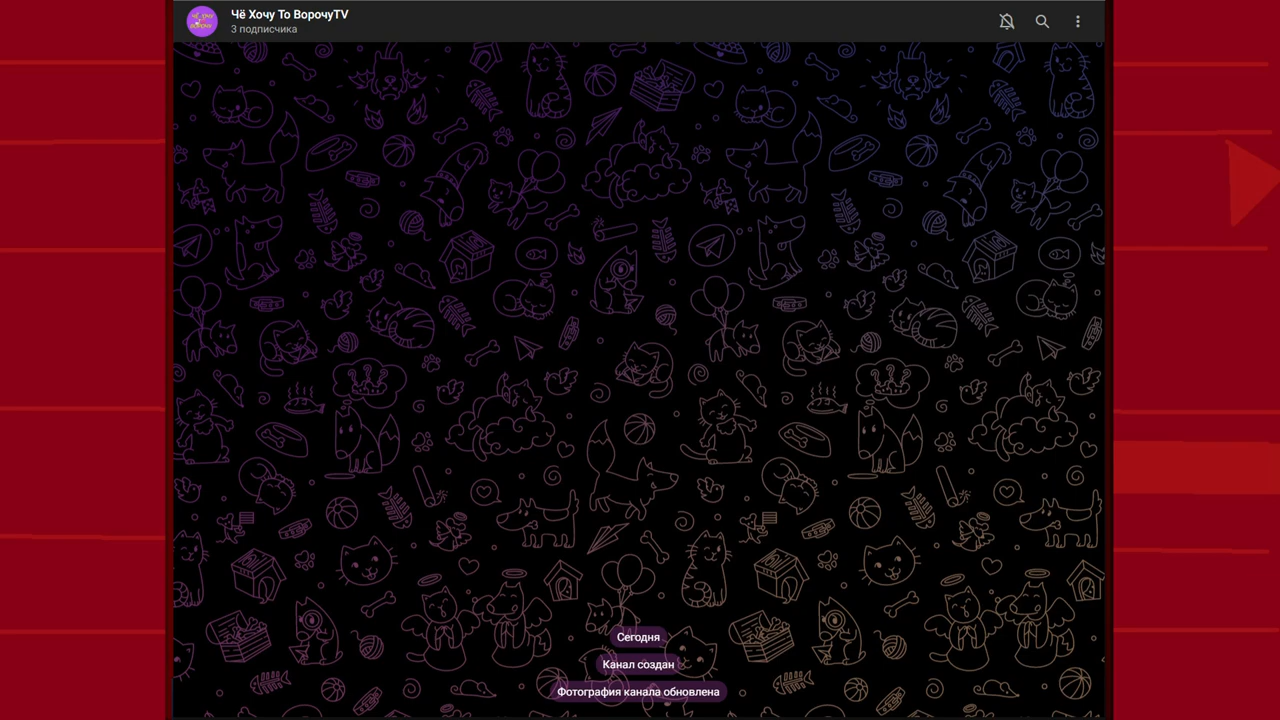 Чё Хочу То ВорочуTV
3 подписчика
Сегодня
Канал создан
Фотография канала обновлена